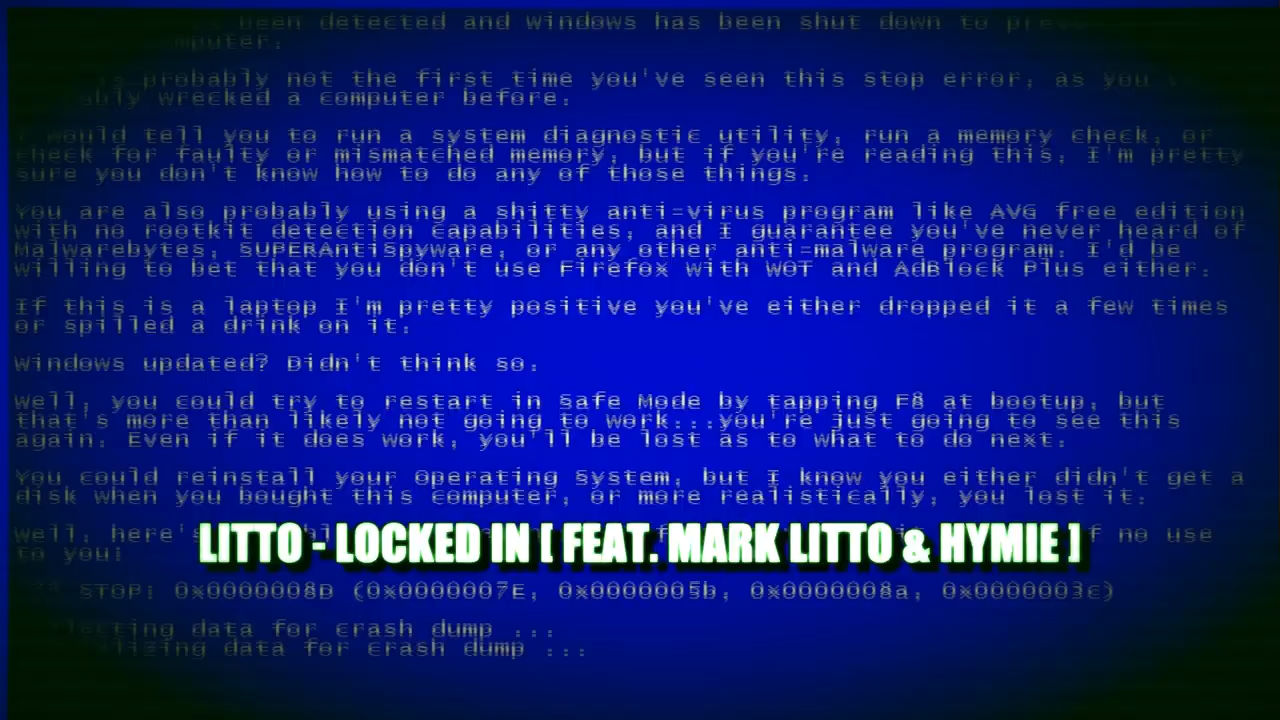 been detected and windows has been shut down to
mputer.
probably not the first time you've seen this stop error, as you
ably wrecked a computer before.
I would tell you to run a system diagnostic utility, run a memory check, or
check for faulty or mismatched memory, but if you're reading this, I'm pretty
sure you don't know how to do any of those things.
You are also probably using a shitty anti-virus program like AVG free edition
with no rootkit detection capabilities, and I guarantee you've never heard of
Malwarebytes, SUPERAntiSpyware, or any other anti-malware program. I'd be
willing to bet that you don't use Firefox with WOT and AdBlock Plus either.
If this is a laptop I'm pretty positive you've either dropped it a few times
or spilled a drink on it.
Windows updated? Didn't think so.
Well, you could try to restart in Safe Mode by tapping F8 at bootup, but
that's more than likely not going to work...you're just going to see this
again. Even if it does work, you'll be lost as to what to do next.
You could reinstall your Operating System, but I know you either didn't get a
disk when you bought this computer, or more realistically, you lost it.
Well, here's of no use
LITTO - LOCKED IN [ FEAT. MARK LITTO & HYMIE ]
to you:
*** STOP: 0x0000008D (0x0000007E, 0x0000005b, 0x0000008a, 0x0000003c)
lecting data for crash dump ...
alizing data for crash dump ...